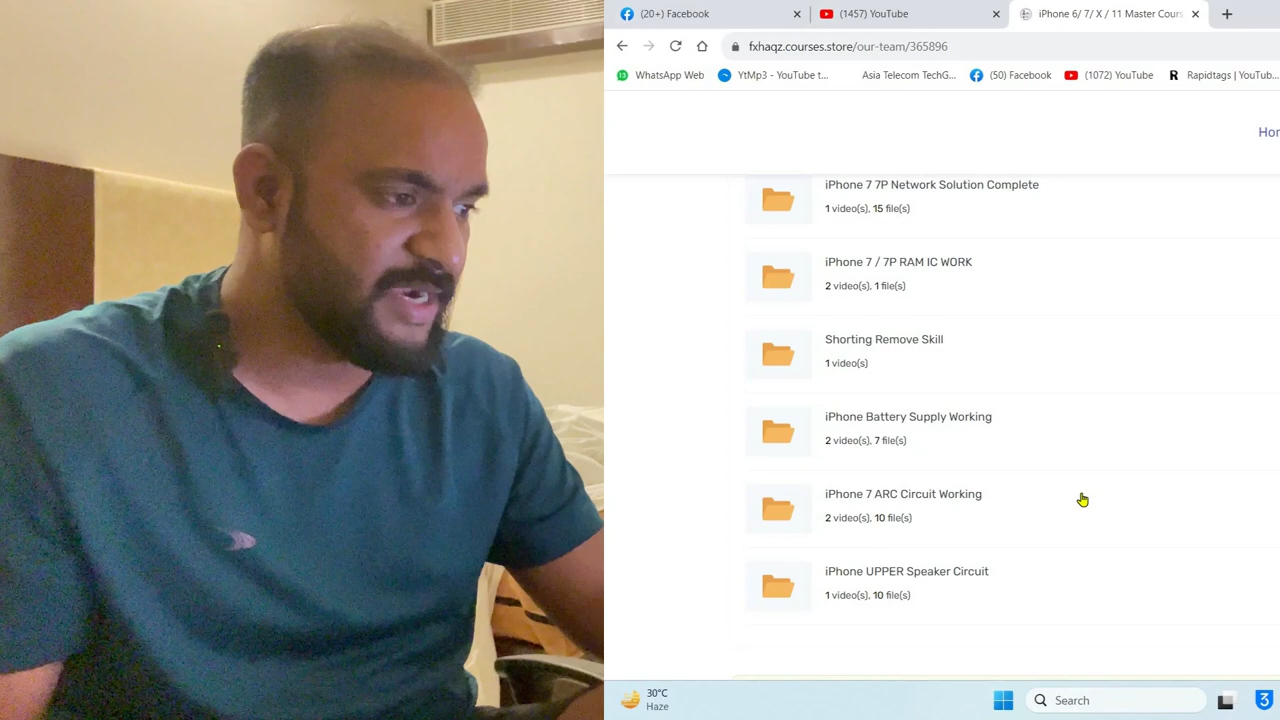 (20+) Facebook
(1457) YouTube
iPhone 6/ 7/ X / 11 Master Cours
fxhaqz.courses.store/our-team/365896
WhatsApp Web
YtMp3 - YouTube t...
Asia Telecom TechG...
(50) Facebook
(1072) YouTube
R Rapidtags | YouTub...
Hor
iPhone 7 7P Network Solution Complete
1 video(s), 15 file(s)
iPhone 7 / 7P RAM IC WORK
2 video(s), 1 file(s)
Shorting Remove Skill
1 video(s)
iPhone Battery Supply Working
2 video(s), 7 file(s)
iPhone 7 ARC Circuit Working
2 video(s), 10 file(s)
iPhone UPPER Speaker Circuit
1 video(s), 10 file(s)
30°C
Haze
Search
3